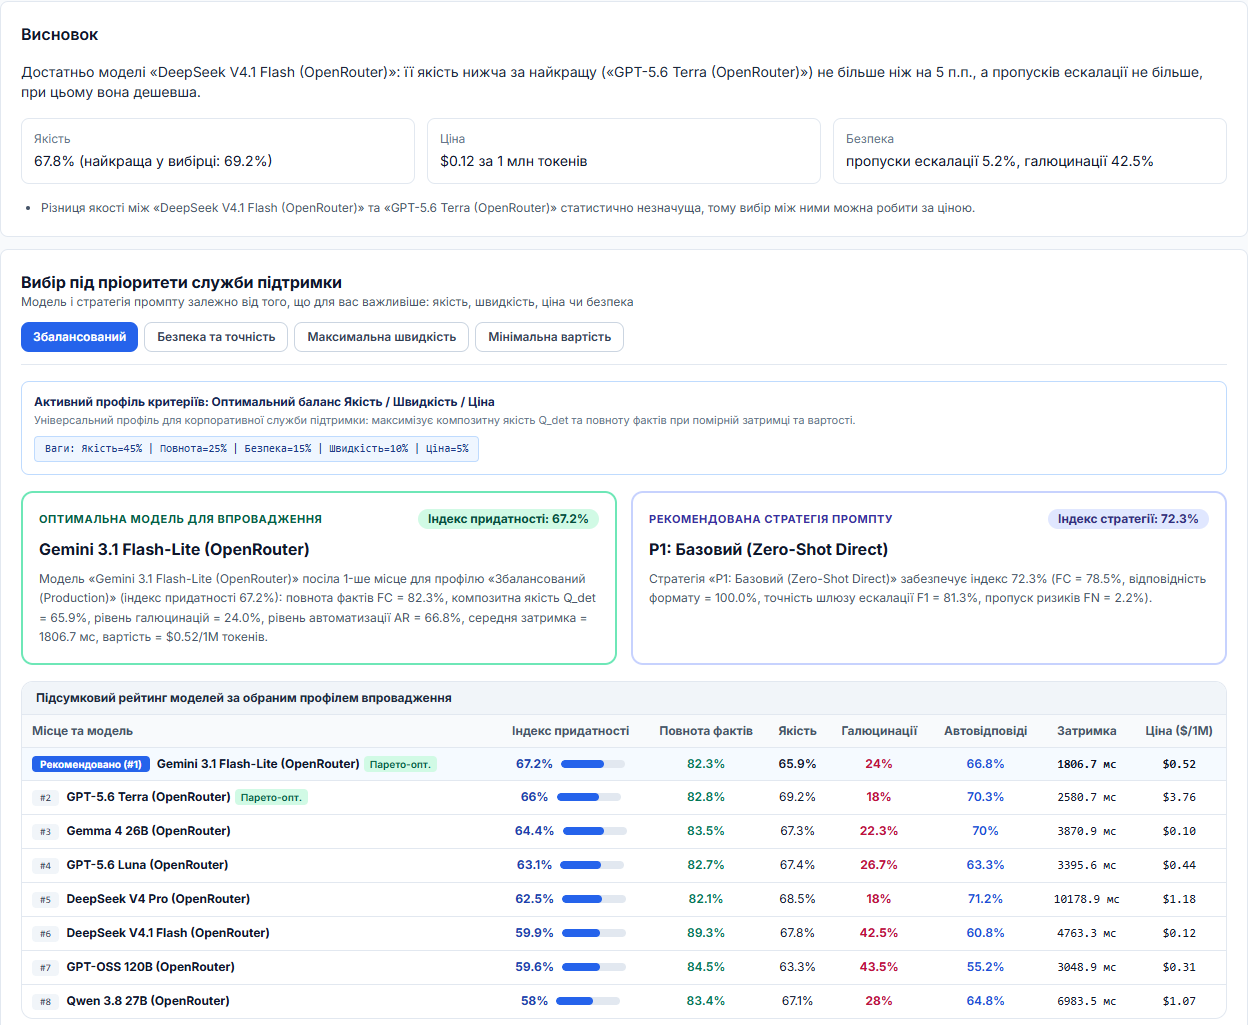 Висновок
Достатньо моделі «DeepSeek V4.1 Flash (OpenRouter)»: її якість нижча за найкращу («GPT-5.6 Terra (OpenRouter)») не більше ніж на 5 п.п., а пропусків ескалації не більше,
при цьому вона дешевша.
Якість
67.8% (найкраща у вибірці: 69.2%)
Ціна
$0.12 за 1 млн токенів
Безпека
пропуски ескалації 5.2%, галюцинації 42.5%
• Різниця якості між «DeepSeek V4.1 Flash (OpenRouter)» та «GPT-5.6 Terra (OpenRouter)» статистично незначуща, тому вибір між ними можна робити за ціною.
Вибір під пріоритети служби підтримки
Модель і стратегія промпту залежно від того, що для вас важливіше: якість, швидкість, ціна чи безпека
Збалансований
Безпека та точність
Максимальна швидкість
Мінімальна вартість
Активний профіль критеріїв: Оптимальний баланс Якість / Швидкість / Ціна
Універсальний профіль для корпоративної служби підтримки: максимізує композитну якість Q_det та повноту фактів при помірній затримці та вартості.
Ваги: Якість=45% | Повнота=25% | Безпека=15% | Швидкість=10% | Ціна=5%
ОПТИМАЛЬНА МОДЕЛЬ ДЛЯ ВПРОВАДЖЕННЯ
Індекс придатності: 67.2%
Gemini 3.1 Flash-Lite (OpenRouter)
Модель «Gemini 3.1 Flash-Lite (OpenRouter)» посіла 1-ше місце для профілю «Збалансований
(Production)» (індекс придатності 67.2%): повнота фактів FC = 82.3%, композитна якість Q_det
= 65.9%, рівень галюцинацій = 24.0%, рівень автоматизації AR = 66.8%, середня затримка =
1806.7 мс, вартість = $0.52/1M токенів.
РЕКОМЕНДОВАНА СТРАТЕГІЯ ПРОМПТУ
Індекс стратегії: 72.3%
P1: Базовий (Zero-Shot Direct)
Стратегія «P1: Базовий (Zero-Shot Direct)» забезпечує індекс 72.3% (FC = 78.5%, відповідність
формату = 100.0%, точність шлюзу ескалації F1 = 81.3%, пропуск ризиків FN = 2.2%).
Підсумковий рейтинг моделей за обраним профілем впровадження
Місце та модель Індекс придатності Повнота фактів Якість Галюцинації Автовідповіді Затримка Ціна ($/1M)
Рекомендовано (#1) Gemini 3.1 Flash-Lite (OpenRouter) Парето-опт. 67.2% 82.3% 65.9% 24% 66.8% 1806.7 мс $0.52
#2 GPT-5.6 Terra (OpenRouter) Парето-опт. 66% 82.8% 69.2% 18% 70.3% 2580.7 мс $3.76
#3 Gemma 4 26B (OpenRouter) 64.4% 83.5% 67.3% 22.3% 70% 3870.9 мс $0.10
#4 GPT-5.6 Luna (OpenRouter) 63.1% 82.7% 67.4% 26.7% 63.3% 3395.6 мс $0.44
#5 DeepSeek V4 Pro (OpenRouter) 62.5% 82.1% 68.5% 18% 71.2% 10178.9 мс $1.18
#6 DeepSeek V4.1 Flash (OpenRouter) 59.9% 89.3% 67.8% 42.5% 60.8% 4763.3 мс $0.12
#7 GPT-OSS 120B (OpenRouter) 59.6% 84.5% 63.3% 43.5% 55.2% 3048.9 мс $0.31
#8 Qwen 3.8 27B (OpenRouter) 58% 83.4% 67.1% 28% 64.8% 6983.5 мс $1.07